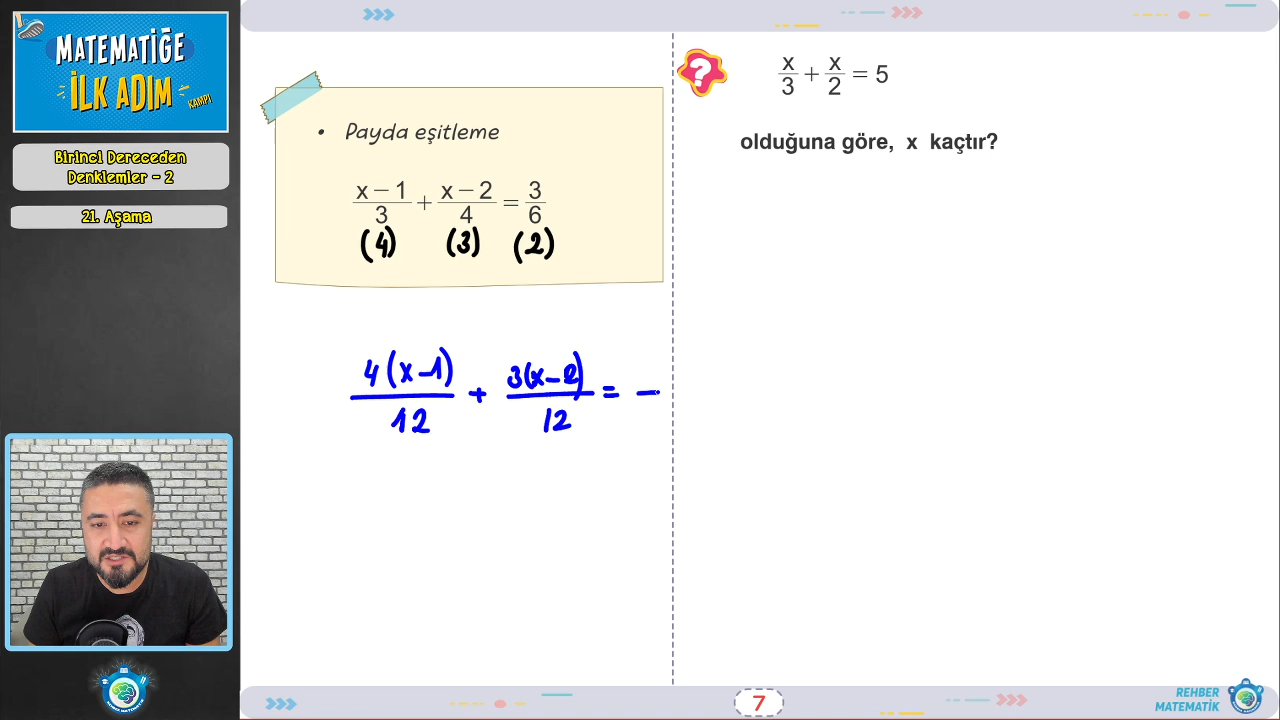 MATEMATİĞE
İLK ADIM
KAMPI
Birinci Dereceden
Denklemler - 2
21. Aşama
• Payda eşitleme
x − 1 / 3 + x − 2 / 4 = 3 / 6
(4) (3) (2)
4(x-1) / 12 + 3(x-2) / 12 = -
?
x / 3 + x / 2 = 5
olduğuna göre, x kaçtır?
7
REHBER
MATEMATİK